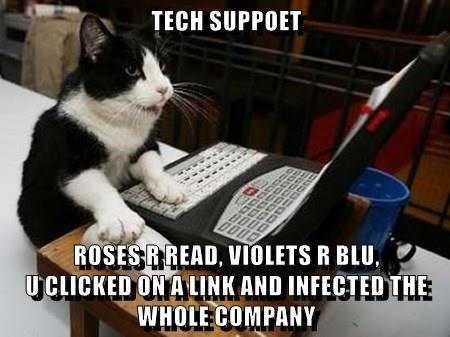 TECH SUPPOET
ROSES R READ, VIOLETS R BLU,
U CLICKED ON A LINK AND INFECTED THE
WHOLE COMPANY